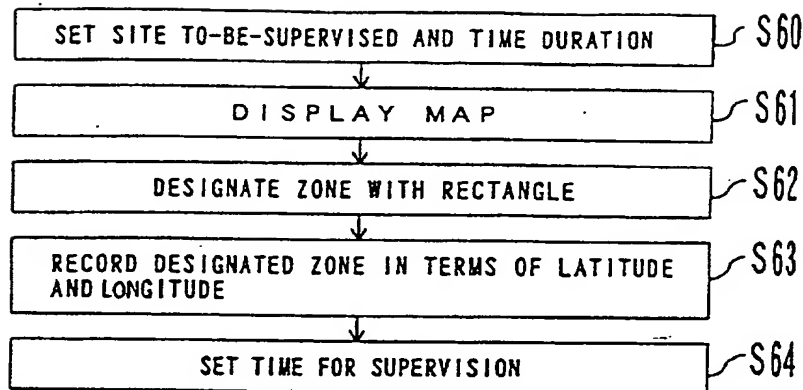 SET SITE TO-BE-SUPERVISED AND TIME DURATION S60
DISPLAY MAP S61
DESIGNATE ZONE WITH RECTANGLE S62
RECORD DESIGNATED ZONE IN TERMS OF LATITUDE S63
AND LONGITUDE
SET TIME FOR SUPERVISION S64